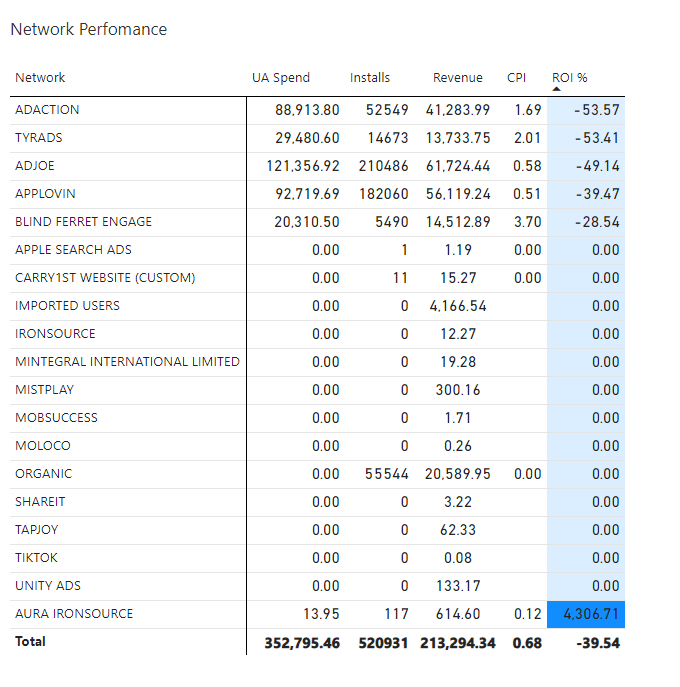 Network Perfomance
Network UA Spend Installs Revenue CPI ROI %
ADACTION 88,913.80 52549 41,283.99 1.69 -53.57
TYRADS 29,480.60 14673 13,733.75 2.01 -53.41
ADJOE 121,356.92 210486 61,724.44 0.58 -49.14
APPLOVIN 92,719.69 182060 56,119.24 0.51 -39.47
BLIND FERRET ENGAGE 20,310.50 5490 14,512.89 3.70 -28.54
APPLE SEARCH ADS 0.00 1 1.19 0.00 0.00
CARRY1ST WEBSITE (CUSTOM) 0.00 11 15.27 0.00 0.00
IMPORTED USERS 0.00 0 4,166.54 0.00
IRONSOURCE 0.00 0 12.27 0.00
MINTEGRAL INTERNATIONAL LIMITED 0.00 0 19.28 0.00
MISTPLAY 0.00 0 300.16 0.00
MOBSUCCESS 0.00 0 1.71 0.00
MOLOCO 0.00 0 0.26 0.00
ORGANIC 0.00 55544 20,589.95 0.00 0.00
SHAREIT 0.00 0 3.22 0.00
TAPJOY 0.00 0 62.33 0.00
TIKTOK 0.00 0 0.08 0.00
UNITY ADS 0.00 0 133.17 0.00
AURA IRONSOURCE 13.95 117 614.60 0.12 4,306.71
Total 352,795.46 520931 213,294.34 0.68 -39.54